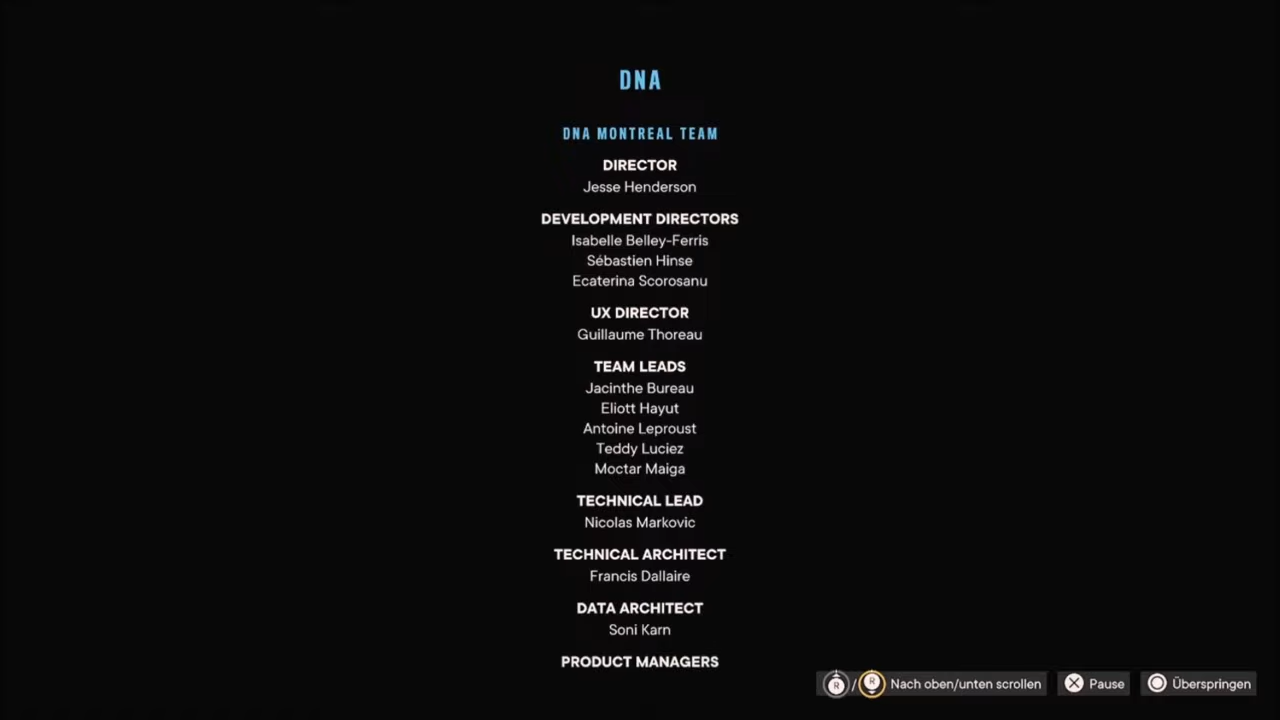 DNA
DNA MONTREAL TEAM
DIRECTOR
Jesse Henderson
DEVELOPMENT DIRECTORS
Isabelle Belley-Ferris
Sébastien Hinse
Ecaterina Scorosanu
UX DIRECTOR
Guillaume Thoreau
TEAM LEADS
Jacinthe Bureau
Eliott Hayut
Antoine Leproust
Teddy Luciez
Moctar Maiga
TECHNICAL LEAD
Nicolas Markovic
TECHNICAL ARCHITECT
Francis Dallaire
DATA ARCHITECT
Soni Karn
PRODUCT MANAGERS
R / R Nach oben/unten scrollen Pause Überspringen